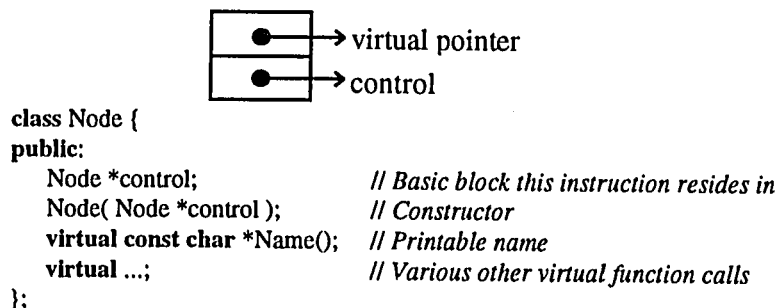 virtual pointer
control
class Node {
public:
Node *control; // Basic block this instruction resides in
Node( Node *control ); // Constructor
virtual const char *Name(); // Printable name
virtual ...; // Various other virtual function calls
};